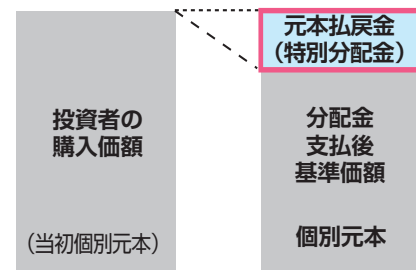 投資者の
購入価額
（当初個別元本）
元本払戻金
（特別分配金）
分配金
支払後
基準価額
個別元本